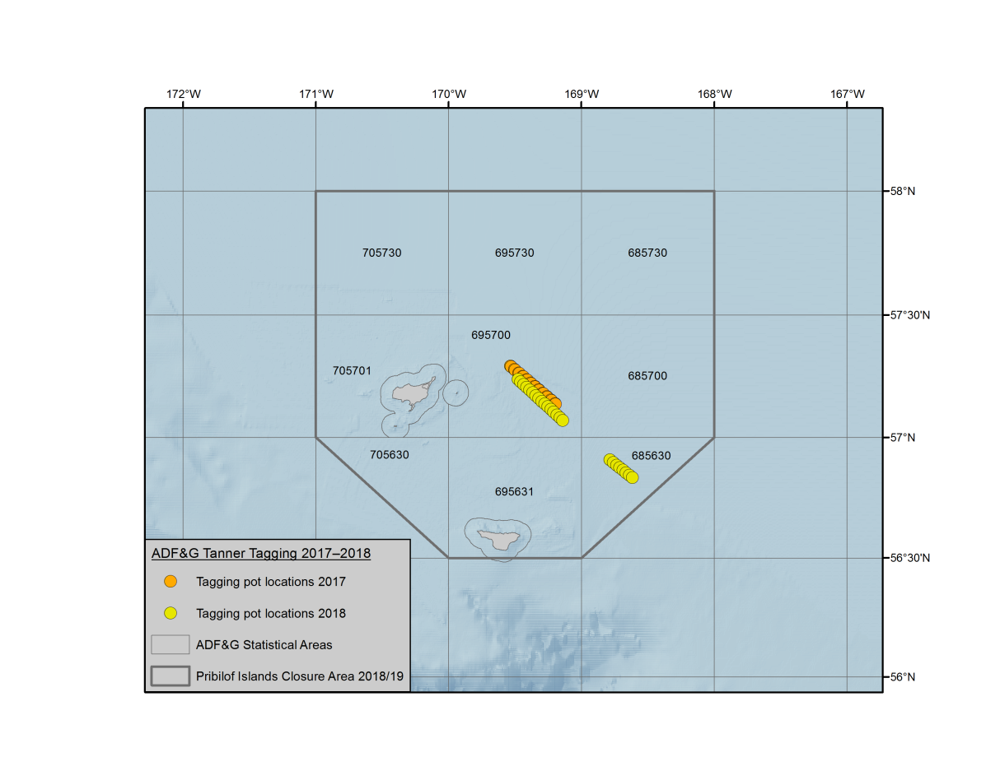 172°W 171°W 170°W 169°W 168°W 167°W
58°N
705730 695730 685730
57°30'N
695700
705701
685700
57°N
705630
685630
695631
56°30'N
ADF&G Tanner Tagging 2017–2018
Tagging pot locations 2017
Tagging pot locations 2018
ADF&G Statistical Areas
Pribilof Islands Closure Area 2018/19
56°N